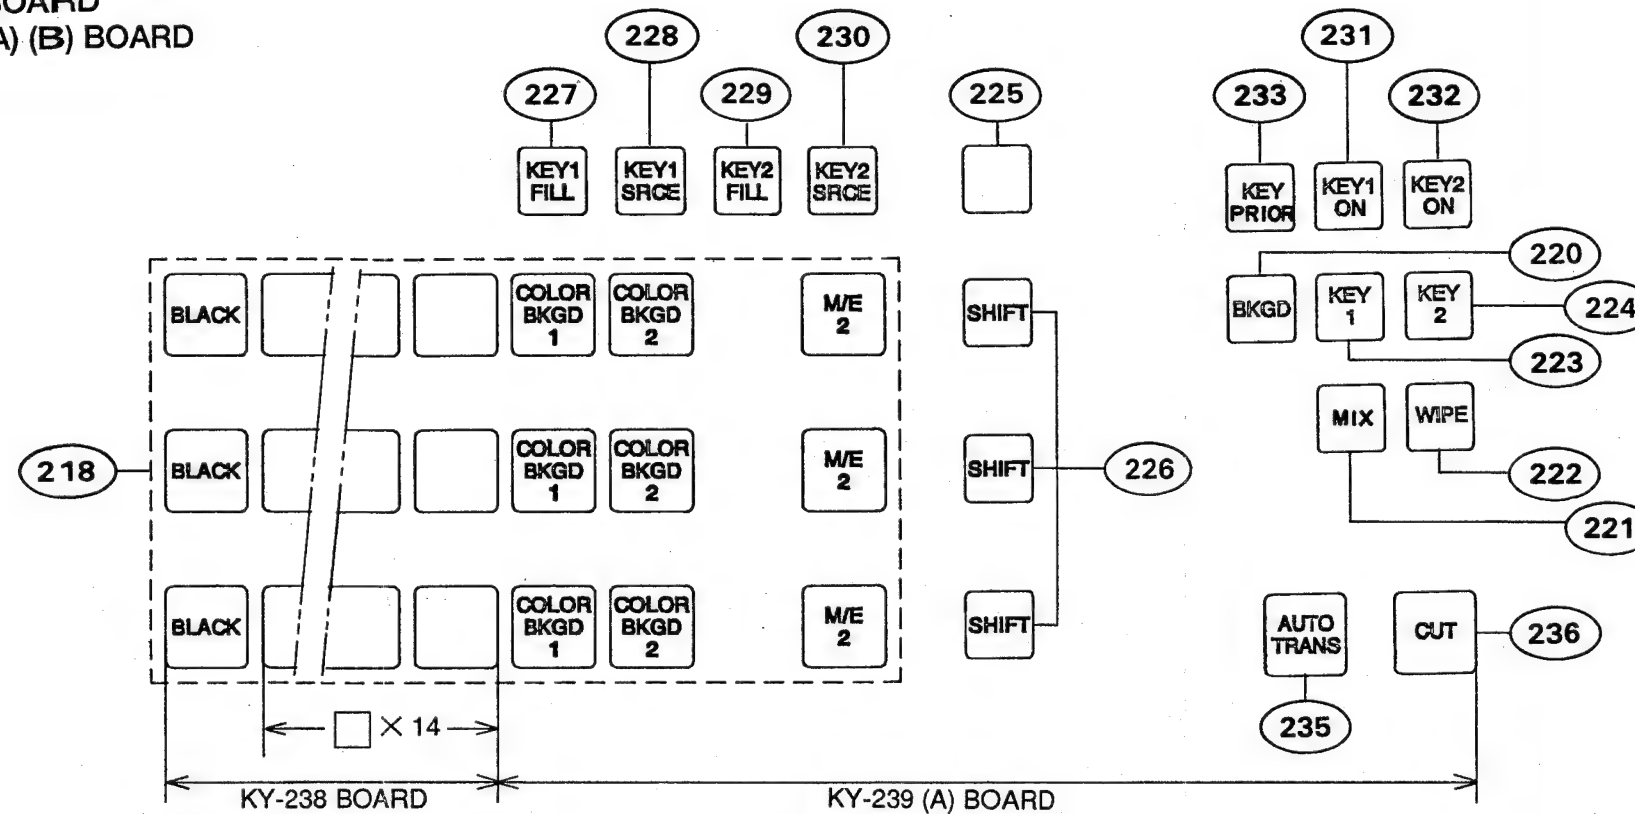 BOARD
A) (B) BOARD
228
230
231
227
229
225
233
232
KEY1
FILL
KEY1
SRCE
KEY2
FILL
KEY2
SRCE
KEY
PRIOR
KEY1
ON
KEY2
ON
220
BLACK
COLOR
BKGD
1
COLOR
BKGD
2
M/E
2
SHIFT
BKGD
KEY
1
KEY
2
224
223
218
BLACK
COLOR
BKGD
1
COLOR
BKGD
2
M/E
2
SHIFT
226
MIX
WIPE
222
221
BLACK
COLOR
BKGD
1
COLOR
BKGD
2
M/E
2
SHIFT
AUTO
TRANS
CUT
236
235
□ × 14
KY-238 BOARD
KY-239 (A) BOARD